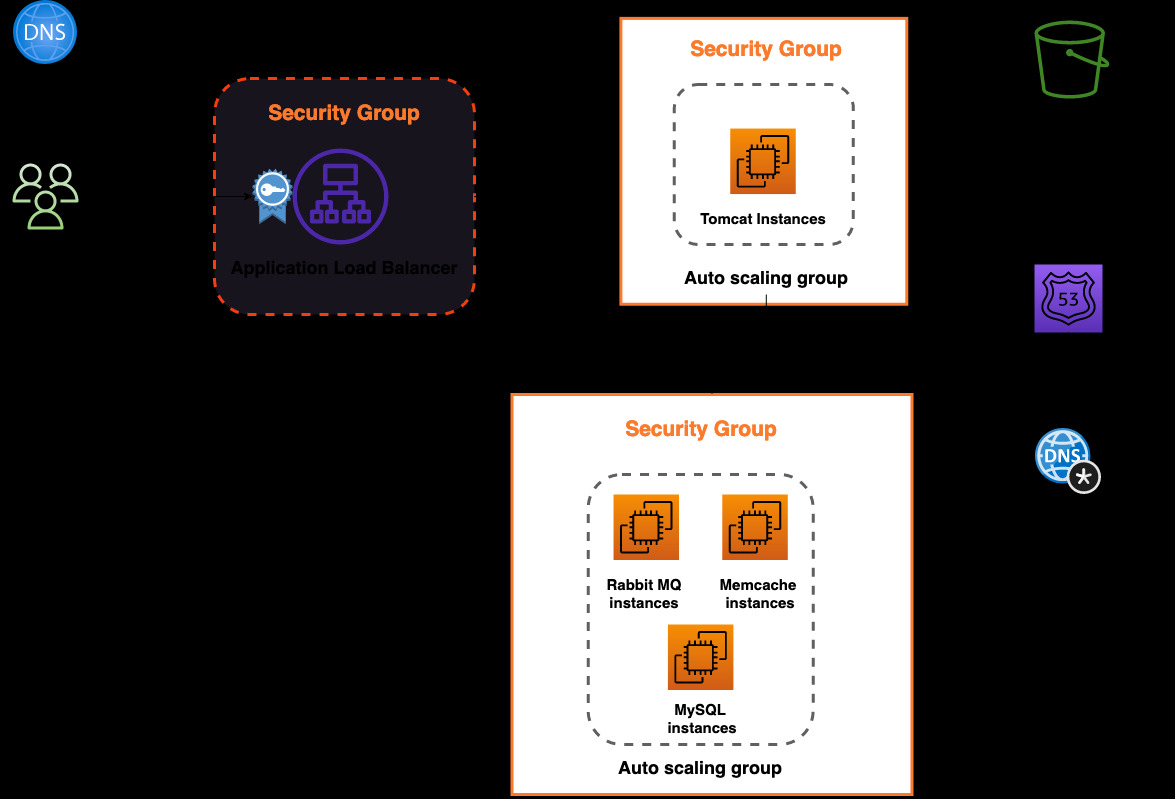 DNS
Security Group
Application Load Balancer
Security Group
Tomcat Instances
Auto scaling group
53
Security Group
Rabbit MQ
instances
Memcache
instances
MySQL
instances
Auto scaling group
DNS